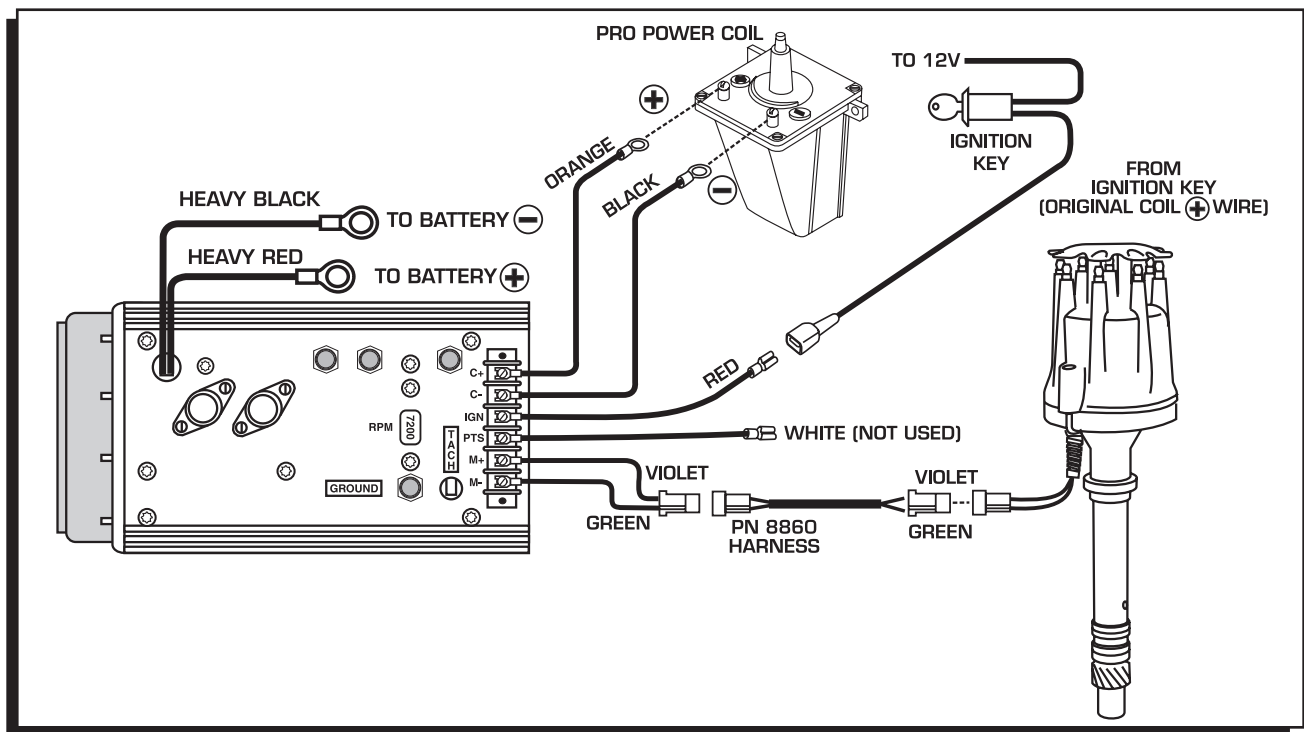 PRO POWER COIL
TO 12V
IGNITION
KEY
FROM
IGNITION KEY
(ORIGINAL COIL + WIRE)
+
ORANGE
BLACK
−
HEAVY BLACK
TO BATTERY −
HEAVY RED
TO BATTERY +
RED
C+
C-
IGN
RPM
7200
PTS
TACH
M+
M-
GROUND
WHITE (NOT USED)
VIOLET
GREEN
PN 8860
HARNESS
VIOLET
GREEN